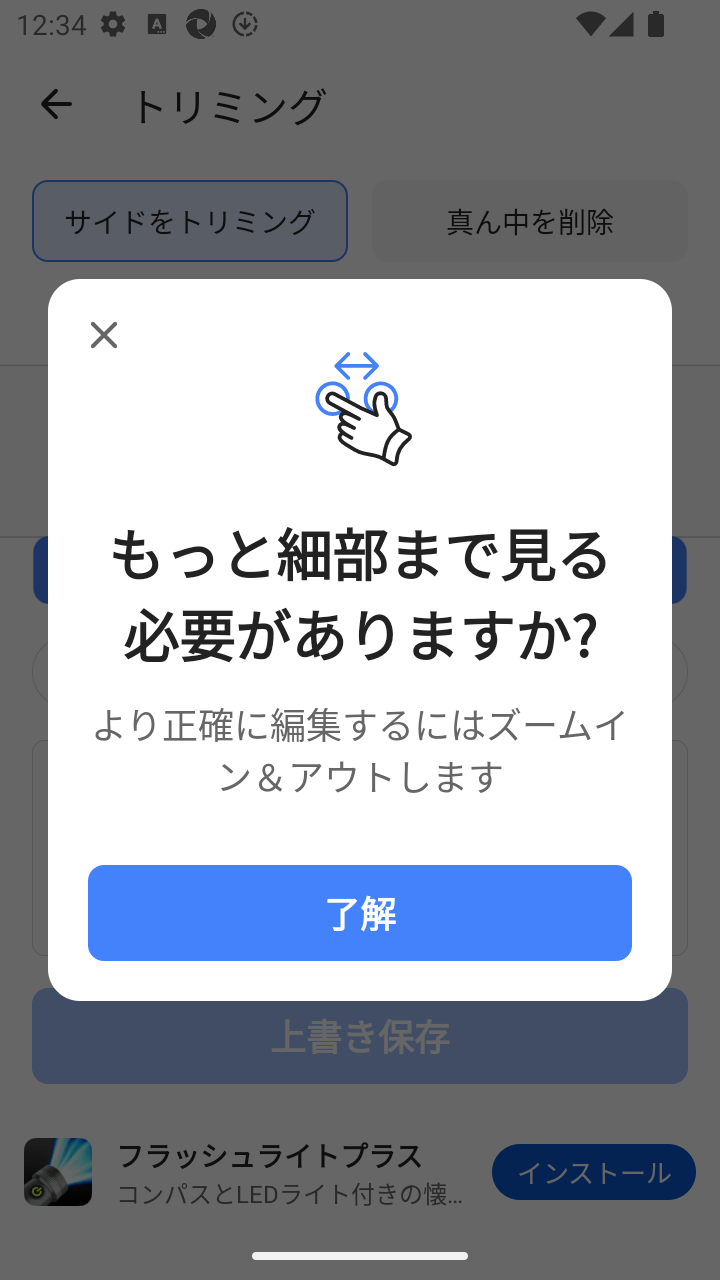 12:34
トリミング
サイドをトリミング
真ん中を削除
もっと細部まで見る
必要がありますか?
より正確に編集するにはズームイ
ン＆アウトします
了解
上書き保存
フラッシュライトプラス
コンパスとLEDライト付きの懐…
インストール